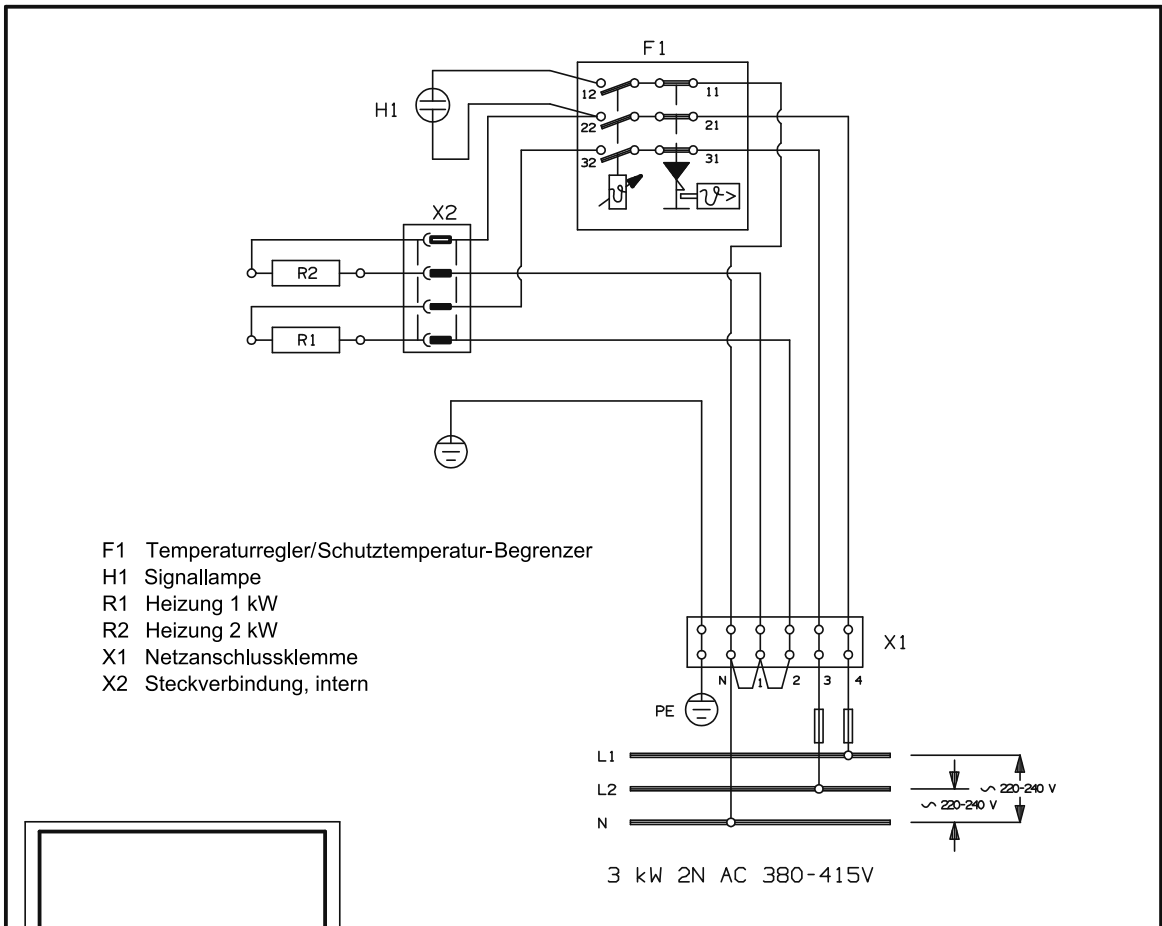 F1
12 11
H1
22 21
32 31
ϑ ϑ>
X2
R2
R1
F1 Temperaturregler/Schutztemperatur-Begrenzer
H1 Signallampe
R1 Heizung 1 kW
R2 Heizung 2 kW
X1 Netzanschlussklemme
X2 Steckverbindung, intern
X1
N 1 2 3 4
PE
L1
L2
N
~ 220-240 V
~ 220-240 V
3 kW 2N AC 380-415V